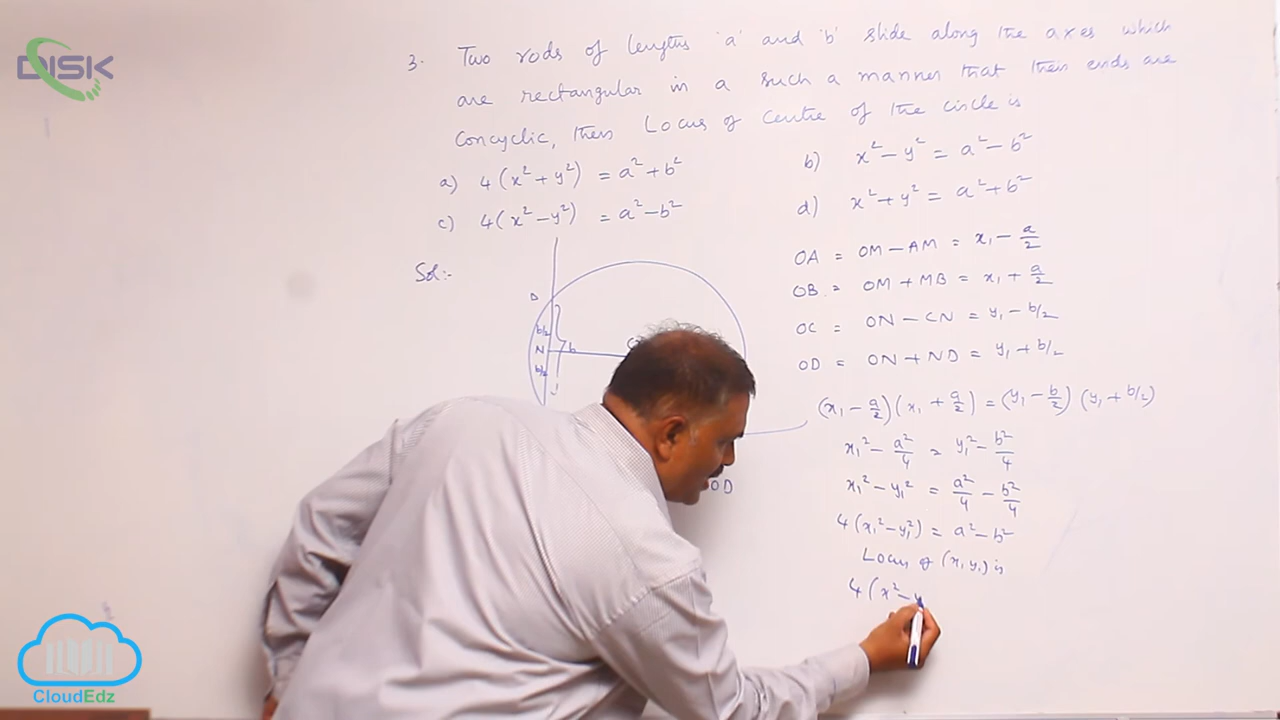 DISK
3. Two rods of lengths 'a' and 'b' slide along the axes which
are rectangular in a such a manner that their ends are
concyclic, then Locus of centre of the circle is
a) 4(x² + y²) = a² + b²
b) x² – y² = a² – b²
c) 4(x² – y²) = a² – b²
d) x² + y² = a² + b²
Sol:-
D
b/2
N
b
b/2
C
OD
OA = OM – AM = x₁ – a/2
OB = OM + MB = x₁ + a/2
OC = ON – CN = y₁ – b/2
OD = ON + ND = y₁ + b/2
(x₁ – a/2)(x₁ + a/2) = (y₁ – b/2)(y₁ + b/2)
x₁² – a²/4 = y₁² – b²/4
x₁² – y₁² = a²/4 – b²/4
4(x₁² – y₁²) = a² – b²
Locus of (x₁ y₁) is
4(x² – y
CloudEdz